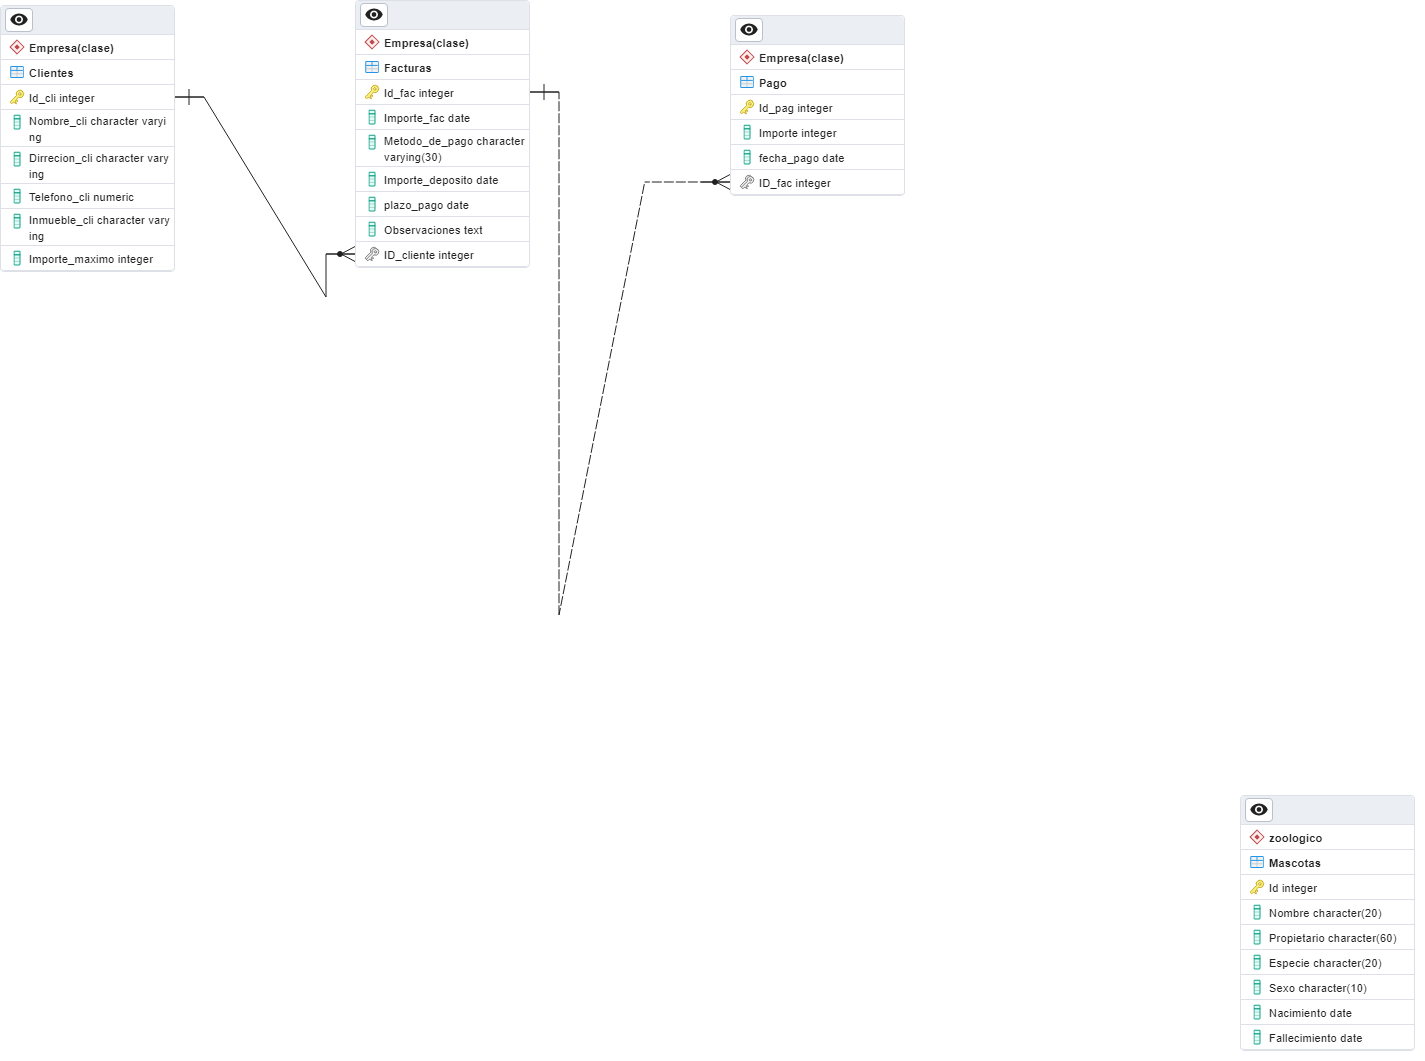 Empresa(clase)
Clientes
Id_cli integer
Nombre_cli character varyi
ng
Dirrecion_cli character vary
ing
Telefono_cli numeric
Inmueble_cli character vary
ing
Importe_maximo integer
Empresa(clase)
Facturas
Id_fac integer
Importe_fac date
Metodo_de_pago character
varying(30)
Importe_deposito date
plazo_pago date
Observaciones text
ID_cliente integer
Empresa(clase)
Pago
Id_pag integer
Importe integer
fecha_pago date
ID_fac integer
zoologico
Mascotas
Id integer
Nombre character(20)
Propietario character(60)
Especie character(20)
Sexo character(10)
Nacimiento date
Fallecimiento date